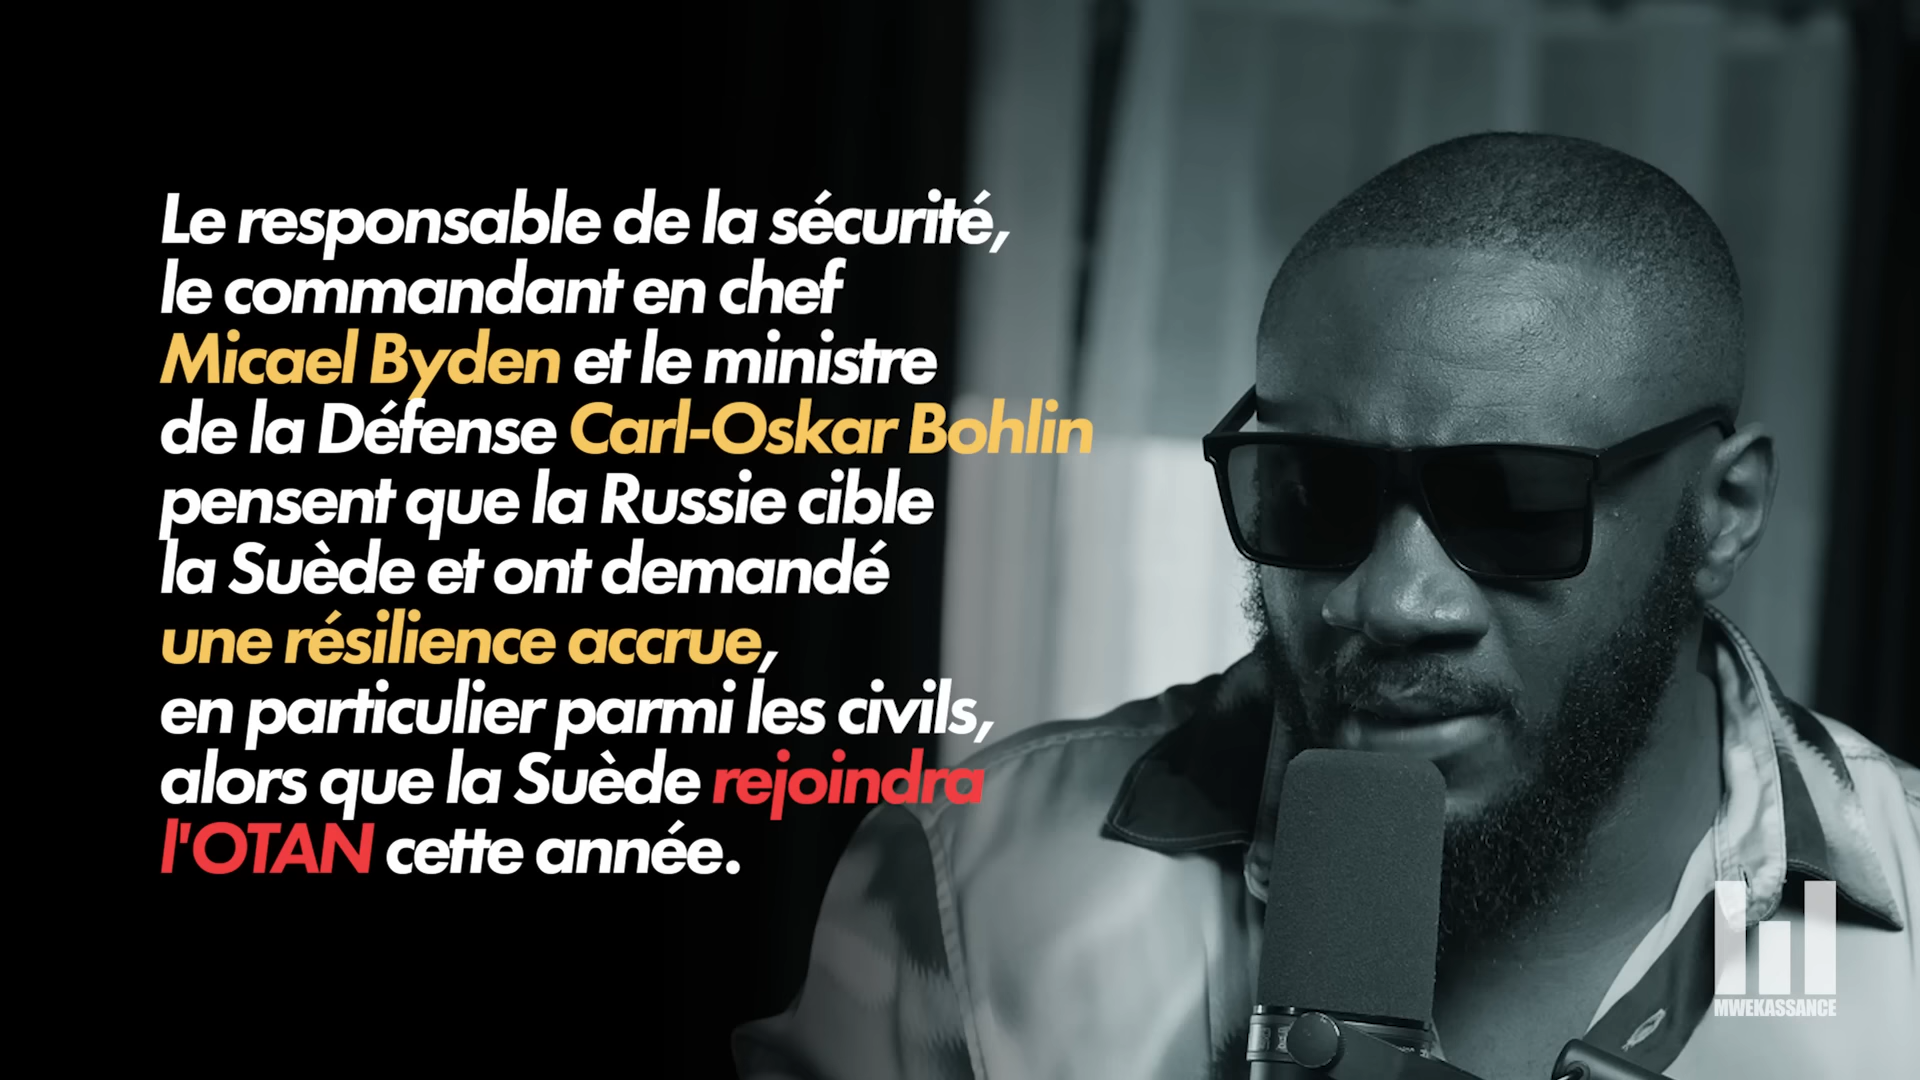 Le responsable de la sécurité,
le commandant en chef
Micael Byden et le ministre
de la Défense Carl-Oskar Bohlin
pensent que la Russie cible
la Suède et ont demandé
une résilience accrue,
en particulier parmi les civils,
alors que la Suède rejoindra
l'OTAN cette année.
MWEKASSANCE